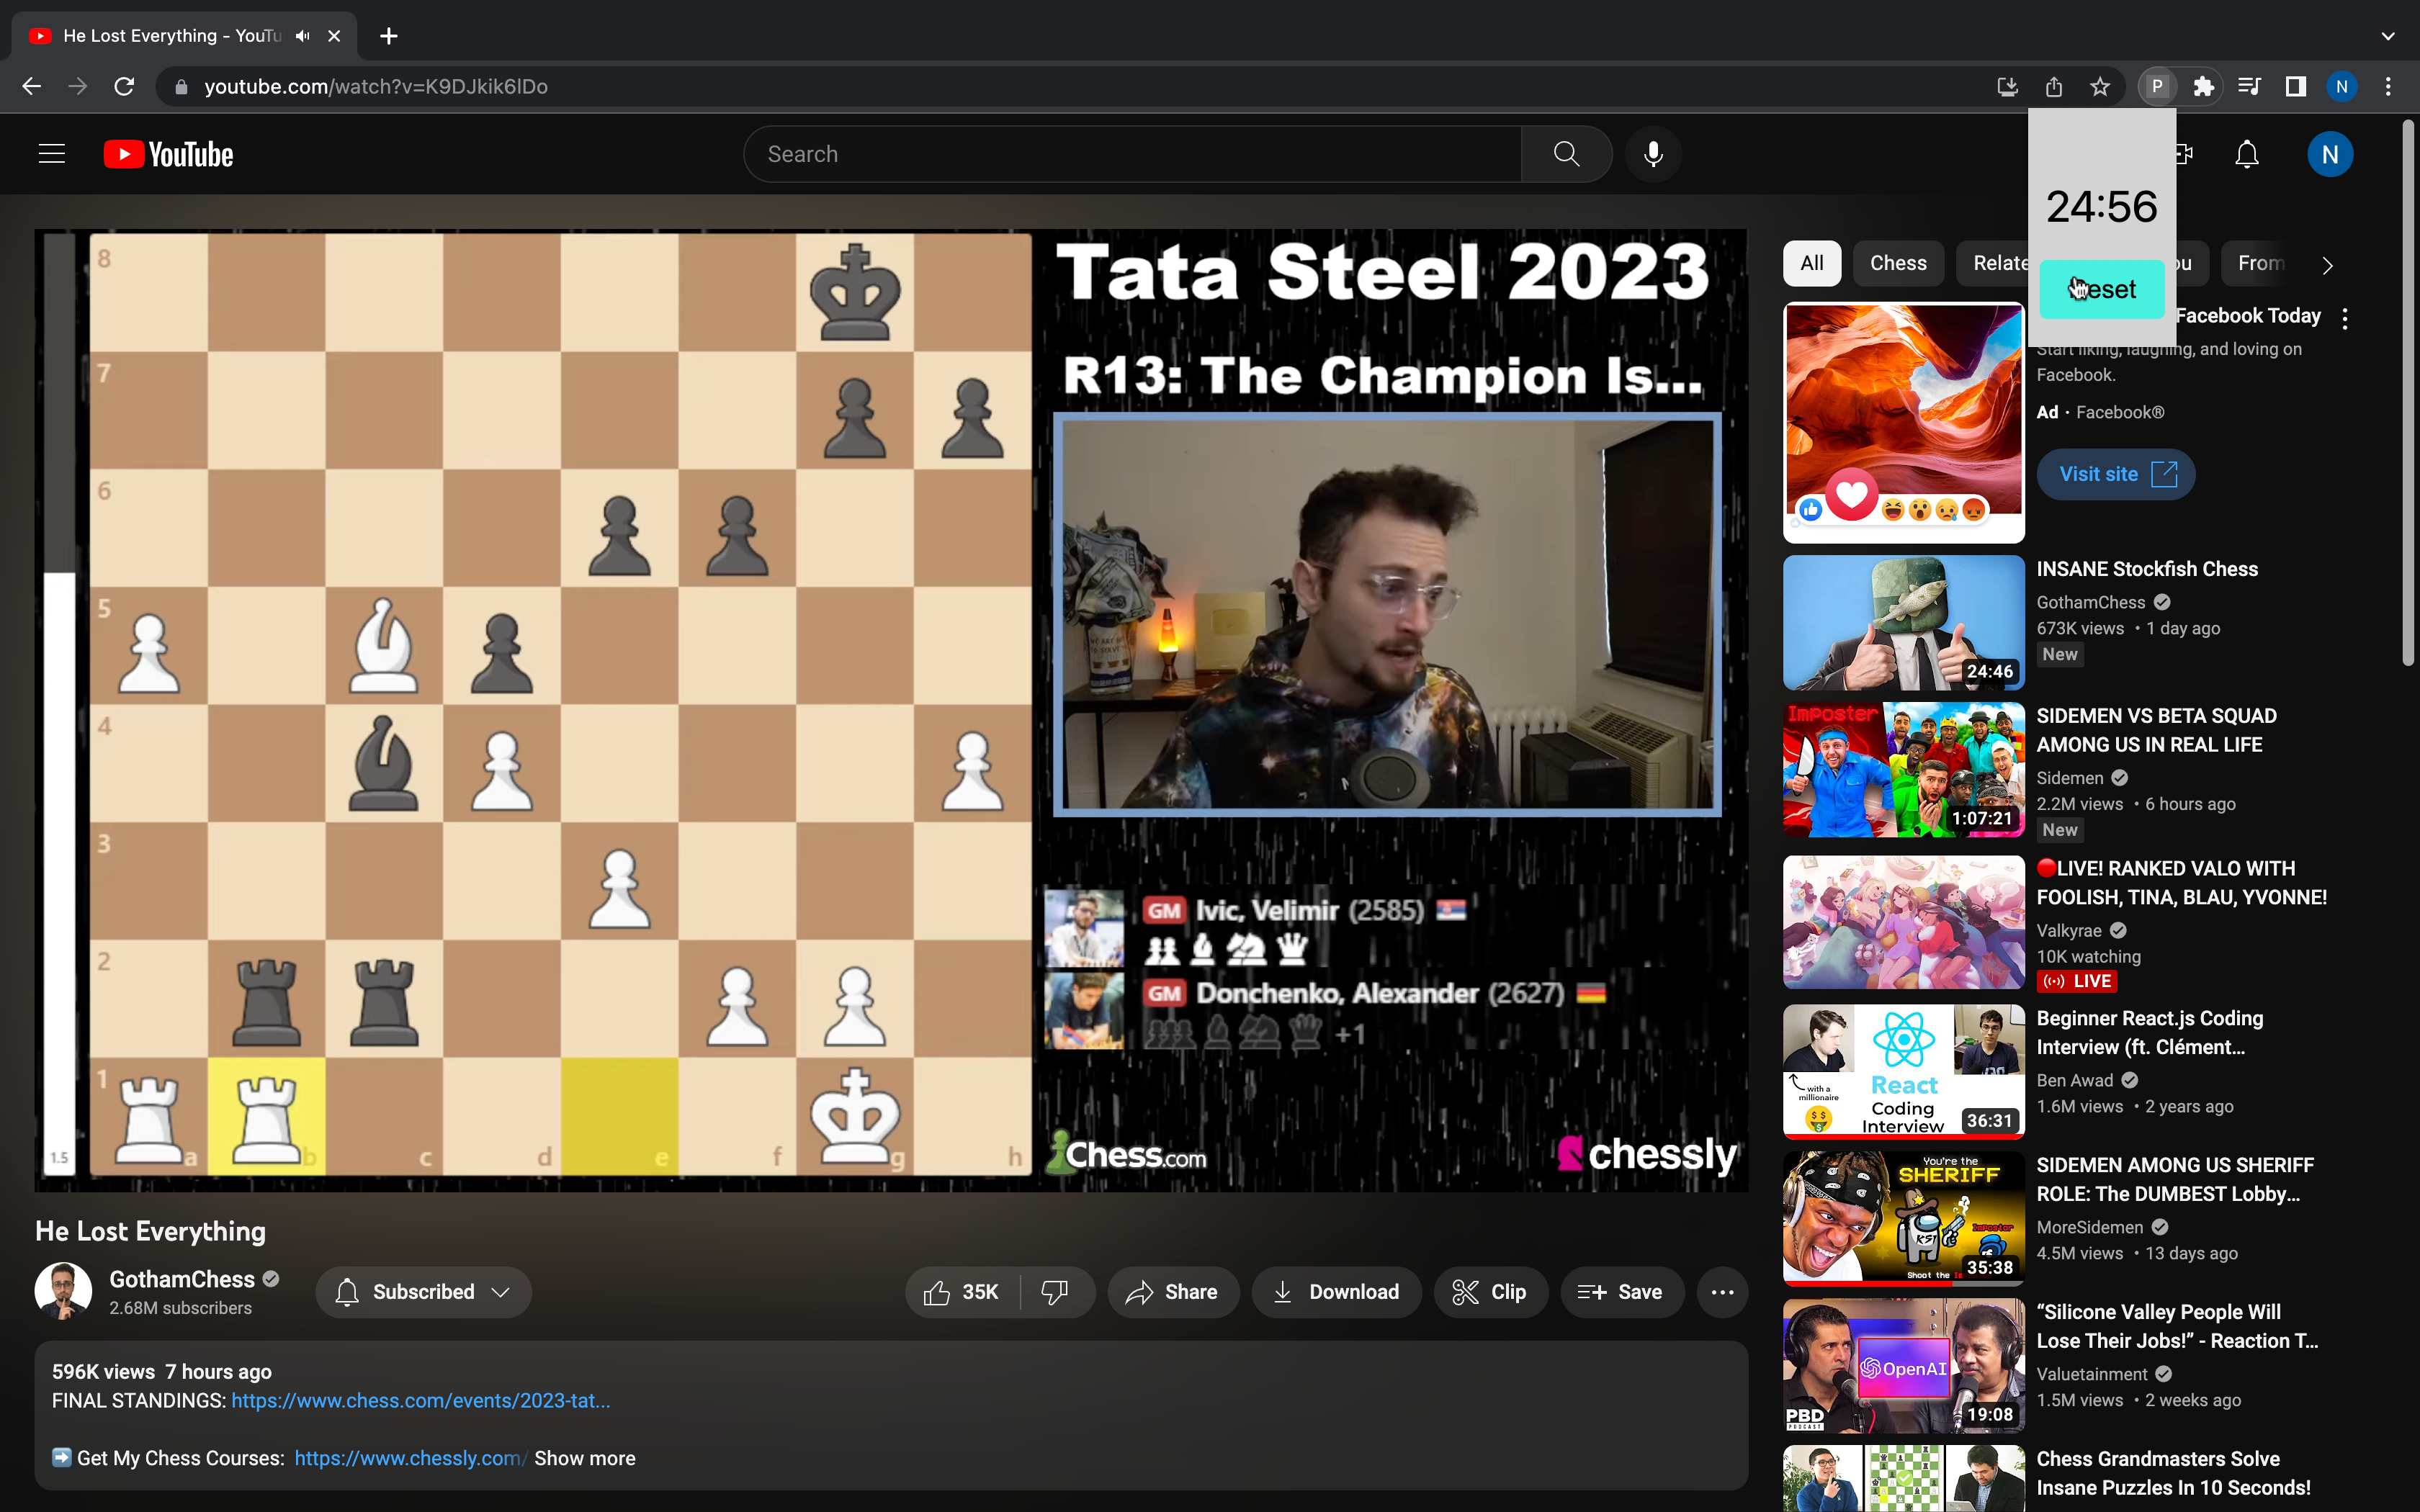 He Lost Everything - YouTu
youtube.com/watch?v=K9DJkik6lDo
P
N
YouTube
Search
N
24:56
eset
All
Chess
Relate
ou
From
8
7
6
5
4
3
2
1
a
b
c
d
e
f
g
h
1.5
Tata Steel 2023
R13: The Champion Is...
GM Ivic, Velimir (2585)
GM Donchenko, Alexander (2627)
+1
Chess.com
chessly
He Lost Everything
GothamChess
2.68M subscribers
Subscribed
35K
Share
Download
Clip
Save
596K views 7 hours ago
FINAL STANDINGS: https://www.chess.com/events/2023-tat...
Get My Chess Courses: https://www.chessly.com/ Show more
Facebook Today
Start liking, laughing, and loving on
Facebook.
Ad · Facebook®
Visit site
24:46
INSANE Stockfish Chess
GothamChess
673K views • 1 day ago
New
Imposter
1:07:21
SIDEMEN VS BETA SQUAD
AMONG US IN REAL LIFE
Sidemen
2.2M views • 6 hours ago
New
LIVE! RANKED VALO WITH
FOOLISH, TINA, BLAU, YVONNE!
Valkyrae
10K watching
LIVE
with a
millionaire
React
Coding
Interview
36:31
Beginner React.js Coding
Interview (ft. Clément...
Ben Awad
1.6M views • 2 years ago
You're the
SHERIFF
KSI
Imposter
Shoot the
35:38
SIDEMEN AMONG US SHERIFF
ROLE: The DUMBEST Lobby...
MoreSidemen
4.5M views • 13 days ago
OpenAI
PBD
PODCAST
19:08
“Silicone Valley People Will
Lose Their Jobs!” - Reaction T...
Valuetainment
1.5M views • 2 weeks ago
Chess Grandmasters Solve
Insane Puzzles In 10 Seconds!